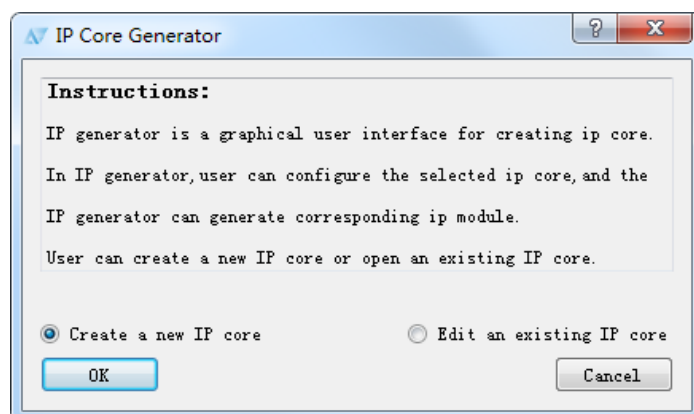 IP Core Generator
Instructions:
IP generator is a graphical user interface for creating ip core.
In IP generator,user can configure the selected ip core,and the
IP generator can generate corresponding ip module.
User can create a new IP core or open an existing IP core.
Create a new IP core
Edit an existing IP core
OK
Cancel